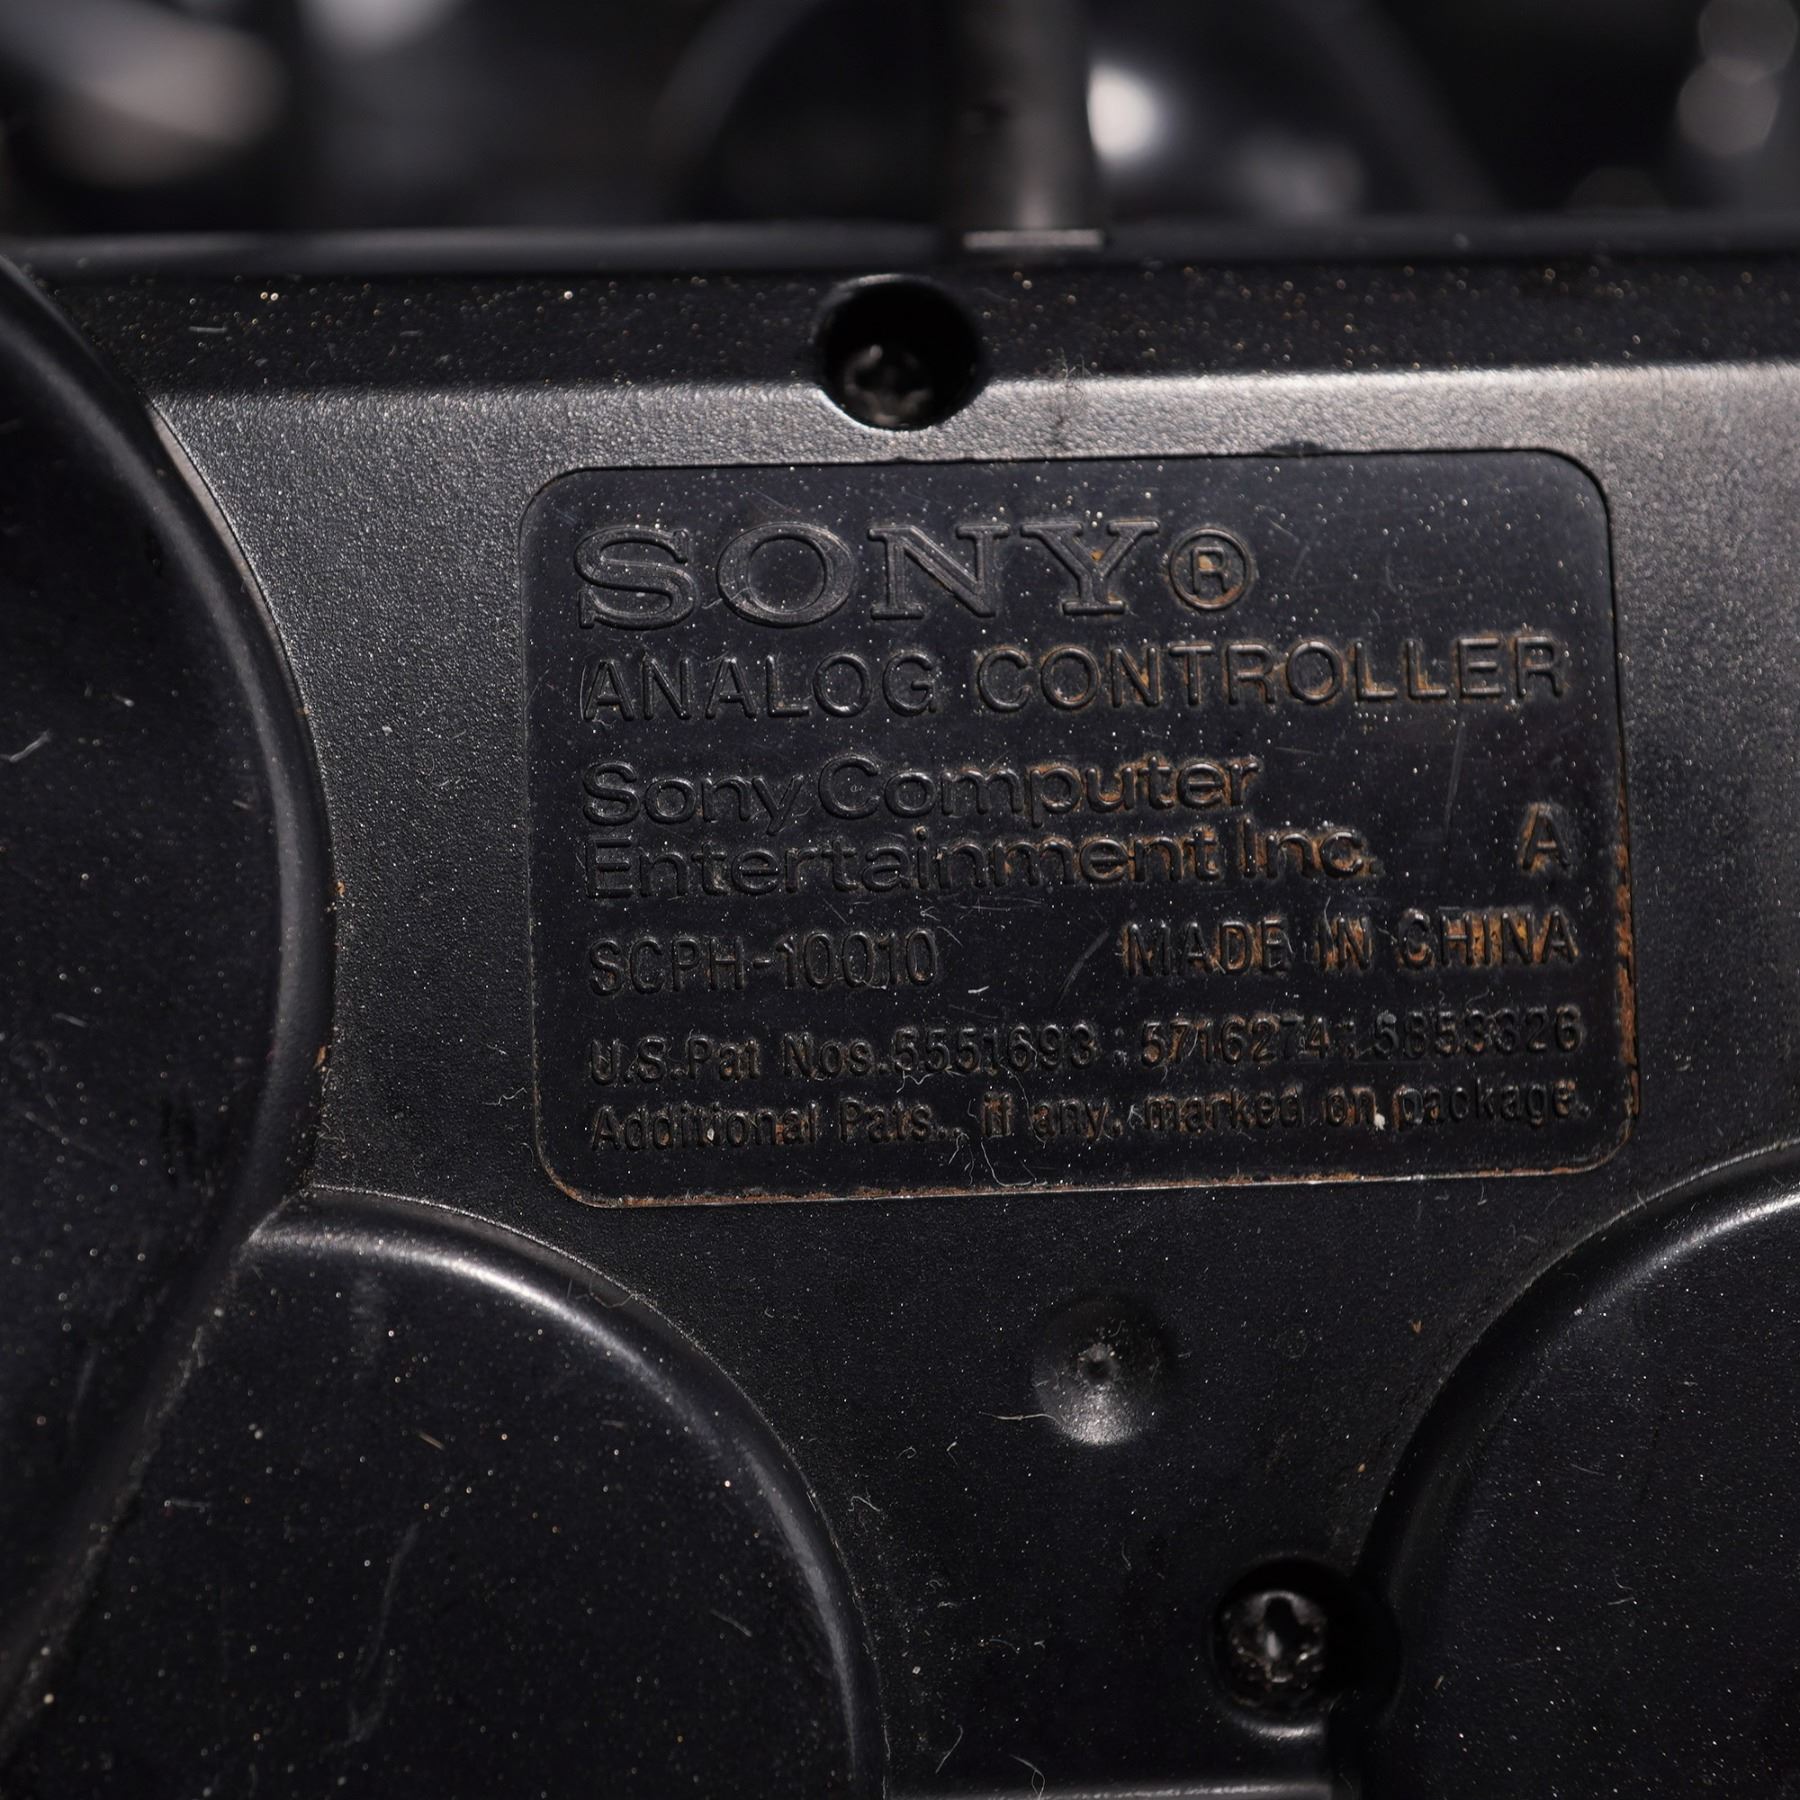 SONY®
ANALOG CONTROLLER
Sony Computer
Entertainment Inc. A
SCPH-10010 MADE IN CHINA
U.S.Pat Nos.5551693 ; 5716274 ; 5853326
Additional Pats., if any, marked on package.